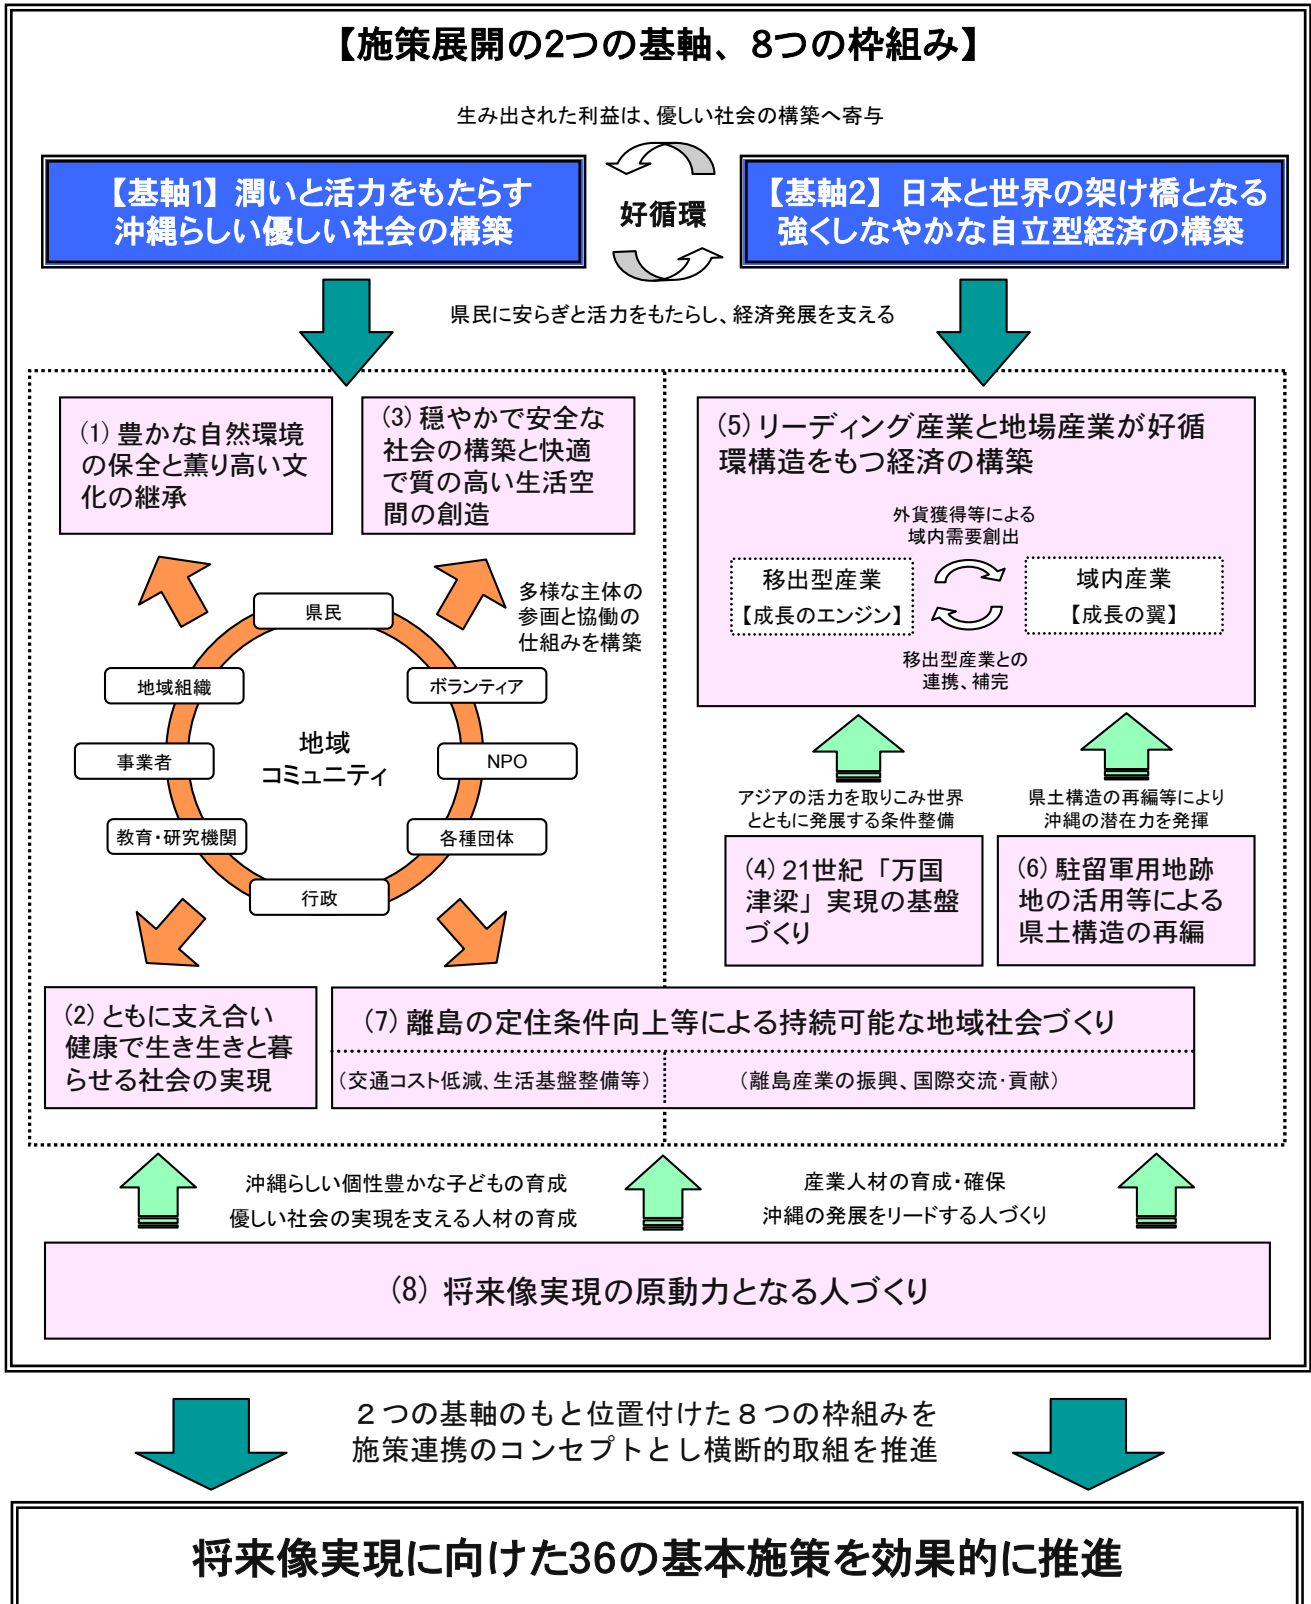 【施策展開の2つの基軸、8つの枠組み】
生み出された利益は、優しい社会の構築へ寄与
【基軸1】潤いと活力をもたらす
沖縄らしい優しい社会の構築
好循環
【基軸2】日本と世界の架け橋となる
強くしなやかな自立型経済の構築
県民に安らぎと活力をもたらし、経済発展を支える
(1)豊かな自然環境
の保全と薫り高い文
化の継承
(3)穏やかで安全な
社会の構築と快適
で質の高い生活空
間の創造
多様な主体の
参画と協働の
仕組みを構築
県民
地域組織
ボランティア
事業者
地域
コミュニティ
NPO
教育・研究機関
各種団体
行政
(5)リーディング産業と地場産業が好循
環構造をもつ経済の構築
外貨獲得等による
域内需要創出
移出型産業
【成長のエンジン】
域内産業
【成長の翼】
移出型産業との
連携、補完
アジアの活力を取りこみ世界
とともに発展する条件整備
県土構造の再編等により
沖縄の潜在力を発揮
(4)21世紀「万国
津梁」実現の基盤
づくり
(6)駐留軍用地跡
地の活用等による
県土構造の再編
(2)ともに支え合い
健康で生き生きと暮
らせる社会の実現
(7)離島の定住条件向上等による持続可能な地域社会づくり
(交通コスト低減、生活基盤整備等)
(離島産業の振興、国際交流・貢献)
沖縄らしい個性豊かな子どもの育成
優しい社会の実現を支える人材の育成
産業人材の育成・確保
沖縄の発展をリードする人づくり
(8)将来像実現の原動力となる人づくり
２つの基軸のもと位置付けた８つの枠組みを
施策連携のコンセプトとし横断的取組を推進
将来像実現に向けた36の基本施策を効果的に推進